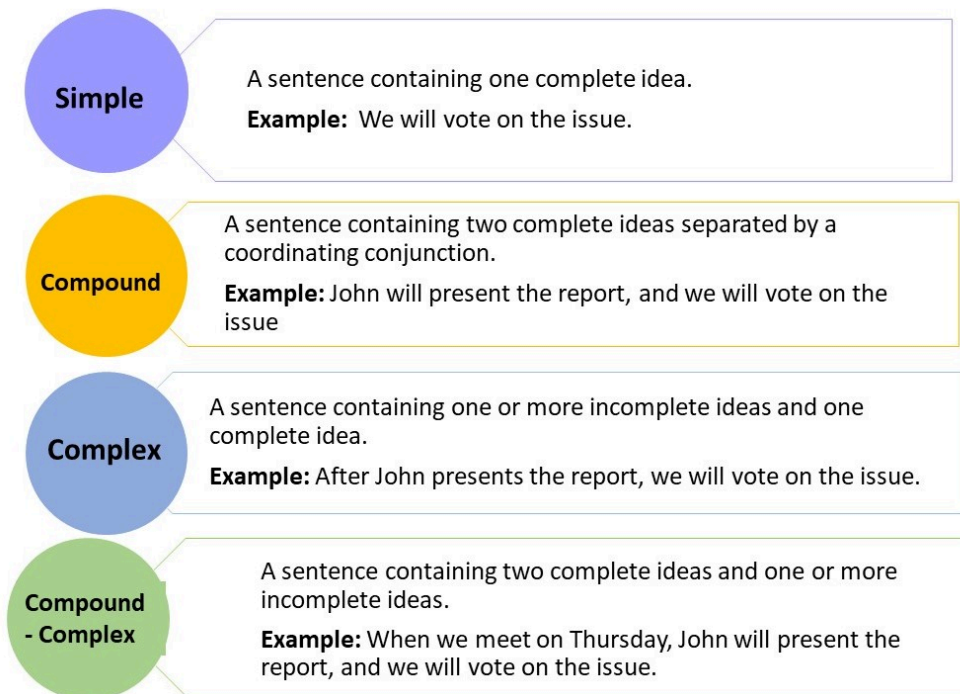 Simple
A sentence containing one complete idea.
Example: We will vote on the issue.
Compound
A sentence containing two complete ideas separated by a
coordinating conjunction.
Example: John will present the report, and we will vote on the
issue
Complex
A sentence containing one or more incomplete ideas and one
complete idea.
Example: After John presents the report, we will vote on the issue.
Compound
- Complex
A sentence containing two complete ideas and one or more
incomplete ideas.
Example: When we meet on Thursday, John will present the
report, and we will vote on the issue.